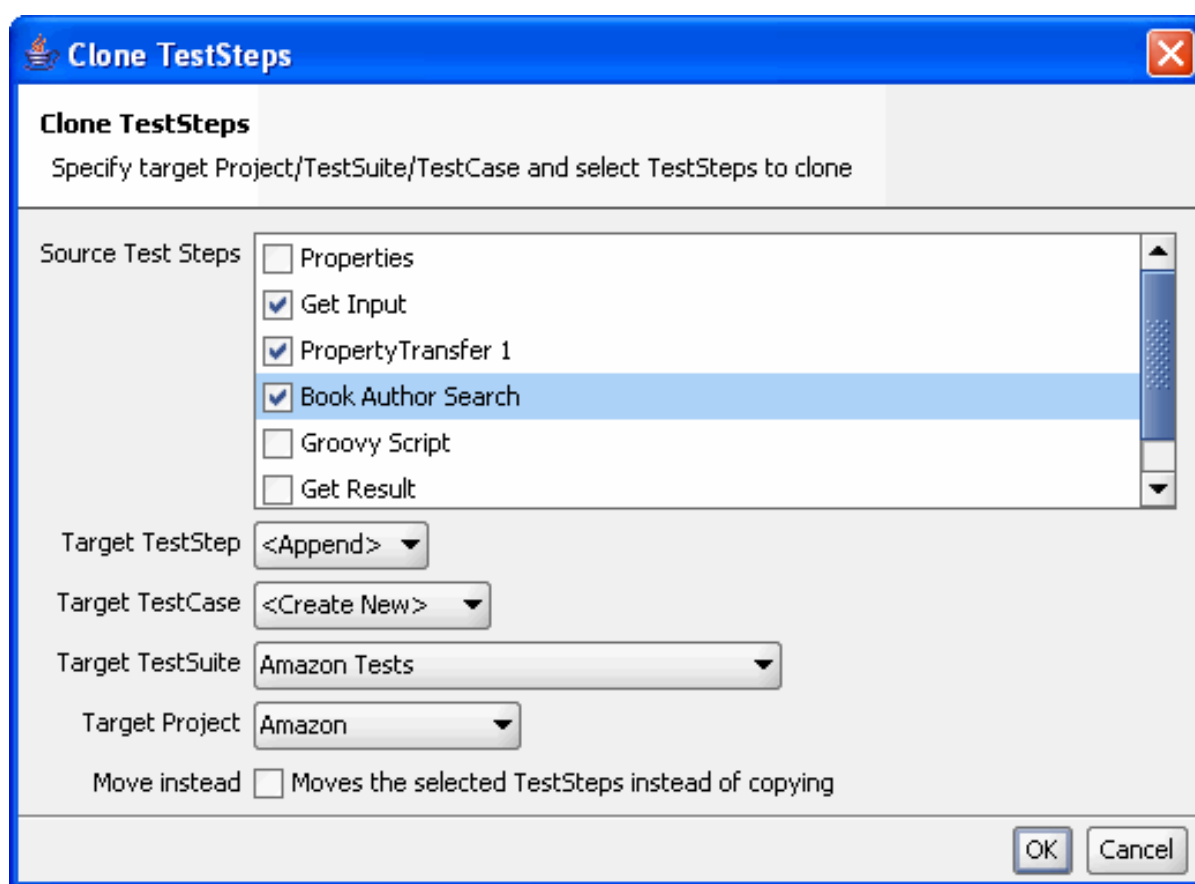 Clone TestSteps
Clone TestSteps
Specify target Project/TestSuite/TestCase and select TestSteps to clone
Source Test Steps
Properties
Get Input
PropertyTransfer 1
Book Author Search
Groovy Script
Get Result
Target TestStep <Append>
Target TestCase <Create New>
Target TestSuite Amazon Tests
Target Project Amazon
Move instead Moves the selected TestSteps instead of copying
OK Cancel